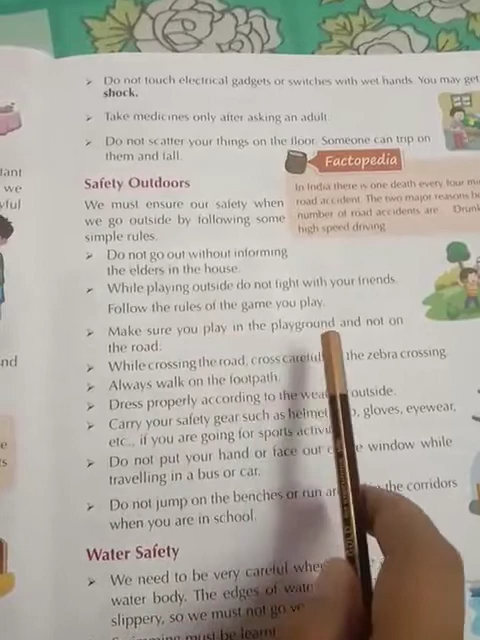 Do not touch electrical gadgets or switches with wet hands. You may get
shock.
Take medicines only after asking an adult.
Do not scatter your things on the floor. Someone can trip on
them and fall.
Factopedia
In India there is one death every four
road accident. The two major reasons
number of road accidents are
high speed driving
Safety Outdoors
We must ensure our safety when
we go outside by following some
simple rules.
Do not go out without informing
the elders in the house.
While playing outside do not fight with your friends.
Follow the rules of the game you play.
Make sure you play in the playground and not on
the road.
While crossing the road, cross the zebra crossing.
Always walk on the footpath.
Dress properly according to the outside.
Carry your safety gear such as gloves, eyewear,
etc., if you are going for sports
Do not put your hand or face out window while
travelling in a bus or car.
Do not jump on the benches or run the corridors
when you are in school.
Water Safety
We need to be very careful
water body. The edges of
slippery, so we must not go
must be